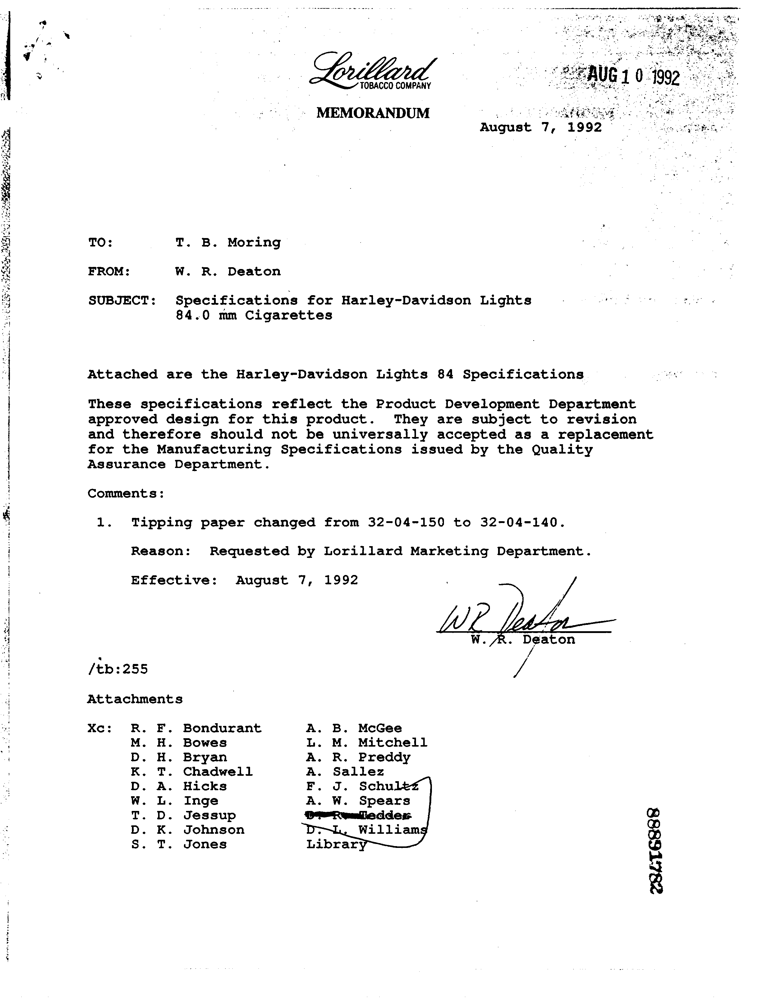 Lorillard
TOBACCO COMPANY
AUG 10 1992
MEMORANDUM
August 7, 1992
TO: T. B. Moring
FROM: W. R. Deaton
SUBJECT: Specifications for Harley-Davidson Lights
84.0 mm Cigarettes
Attached are the Harley-Davidson Lights 84 Specifications
These specifications reflect the Product Development Department
approved design for this product. They are subject to revision
and therefore should not be universally accepted as a replacement
for the Manufacturing Specifications issued by the Quality
Assurance Department.
Comments:
1. Tipping paper changed from 32-04-150 to 32-04-140.
Reason: Requested by Lorillard Marketing Department.
Effective: August 7, 1992
WR Deaton
W. R. Deaton
/tb:255
Attachments
Xc: R. F. Bondurant A. B. McGee
M. H. Bowes L. M. Mitchell
D. H. Bryan A. R. Preddy
K. T. Chadwell A. Sallez
D. A. Hicks F. J. Schultz
W. L. Inge A. W. Spears
T. D. Jessup
D. K. Johnson D. L. Williams
S. T. Jones Library
88891782